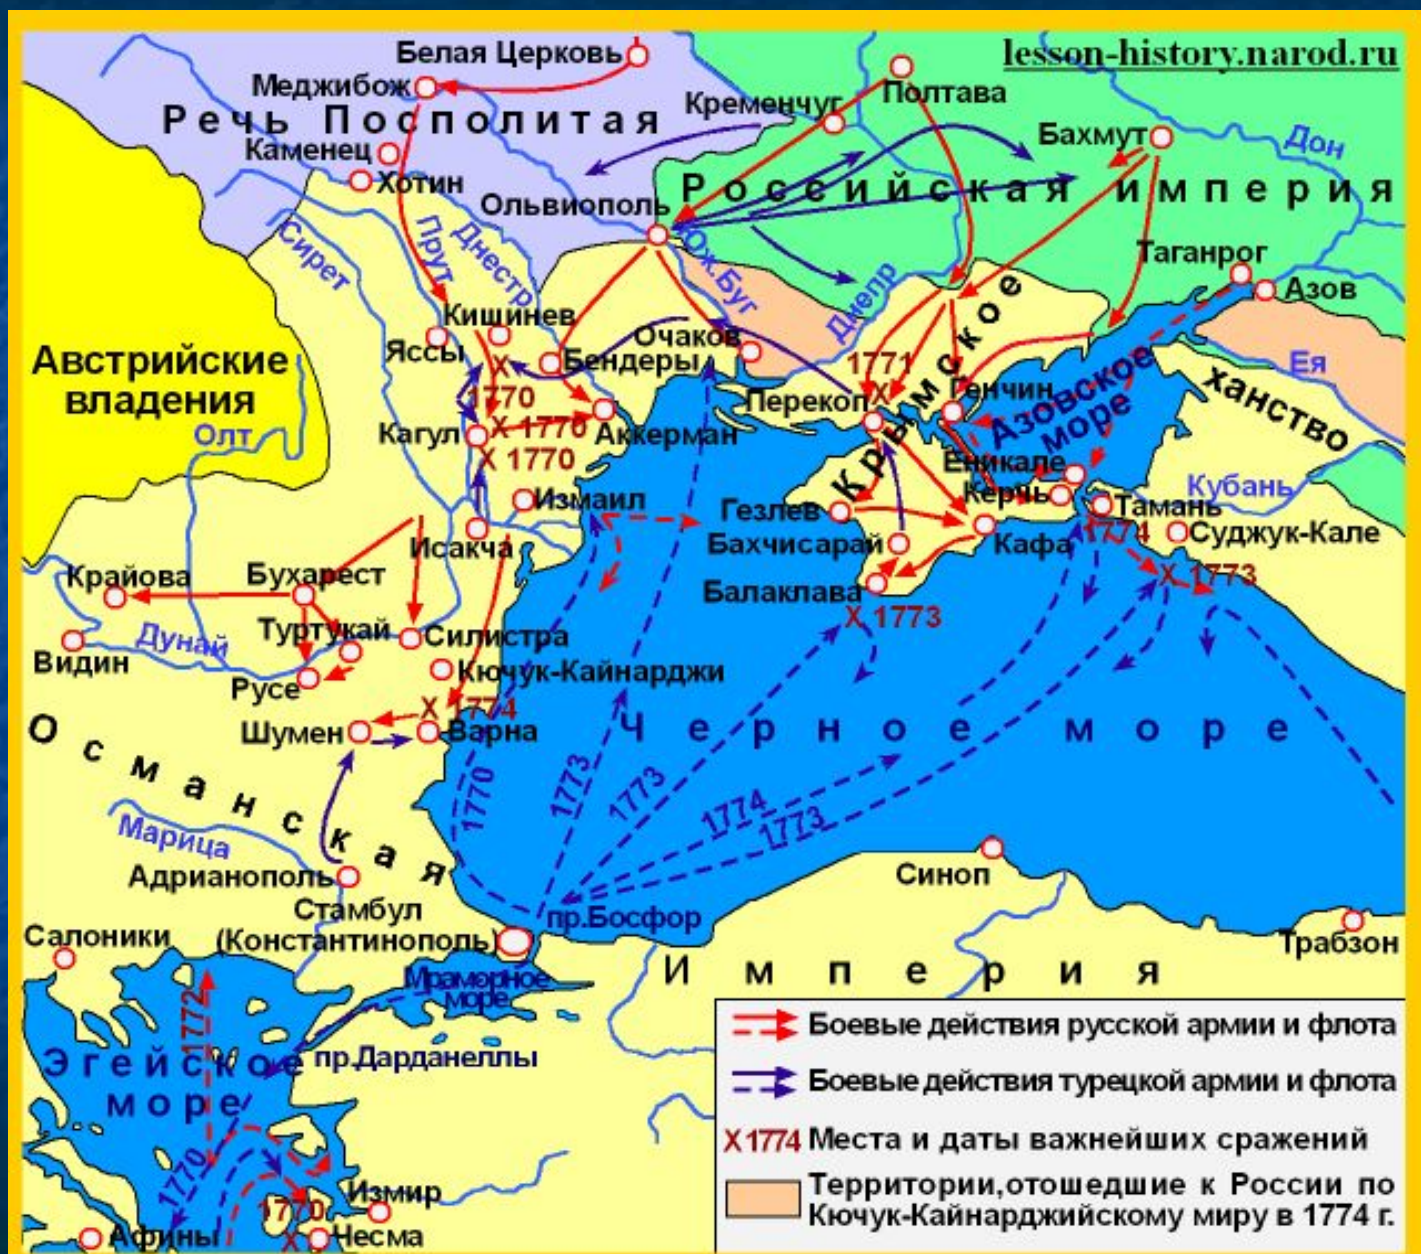 lesson-history.narod.ru
Белая Церковь
Меджибож
Полтава
Кременчуг
Речь Посполитая
Бахмут
Дон
Каменец
Хотин
Российская империя
Ольвиополь
Сирет
Прут
Днестр
Юж.Буг
Днепр
Таганрог
Азов
Кишинев
Яссы
Очаков
Бендеры
Крымское
ханство
Ея
Австрийские
владения
1771
X
Генчин
Азовское
море
X
1770
Перекоп
Олт
Кагул
X 1770
Аккерман
X 1770
Еникале
Керчь
Кубань
Измаил
Гезлев
Тамань
1774
Исакча
Бахчисарай
Кафа
Суджук-Кале
Крайова
Бухарест
Балаклава
X 1773
X 1773
Туртукай
Силистра
Дунай
Видин
Кючук-Кайнарджи
Русе
X 1774
Шумен
Варна
Черное море
Османская
1770
1773
1773
1774
1773
Марица
Адрианополь
Синоп
Стамбул
(Константинополь)
пр.Босфор
Салоники
Трабзон
Империя
Мраморное
море
1772
пр.Дарданеллы
Эгейское
море
1770
Измир
1770
X
Афины
Чесма
Боевые действия русской армии и флота
Боевые действия турецкой армии и флота
X 1774 Места и даты важнейших сражений
Территории,отошедшие к России по
Кючук-Кайнарджийскому миру в 1774 г.